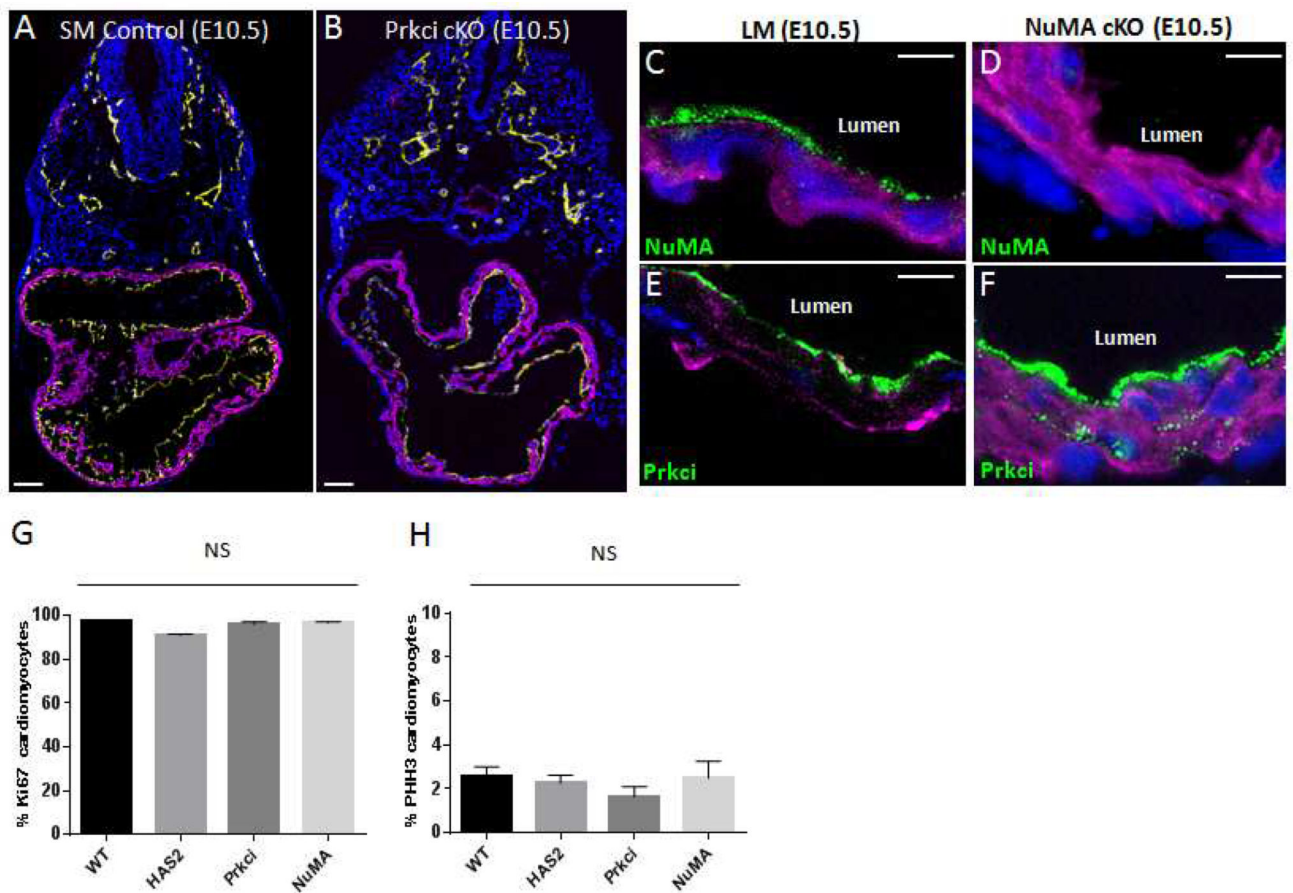 A SM Control (E10.5)
B Prkci cKO (E10.5)
LM (E10.5)
NuMA cKO (E10.5)
C
Lumen
NuMA
D
Lumen
NuMA
E
Lumen
Prkci
F
Lumen
Prkci
G
NS
% Ki67 cardiomyocytes
100
80
60
40
20
0
WT
HAS2
Prkci
NuMA
H
NS
% PHH3 cardiomyocytes
10
8
6
4
2
0
WT
HAS2
Prkci
NuMA